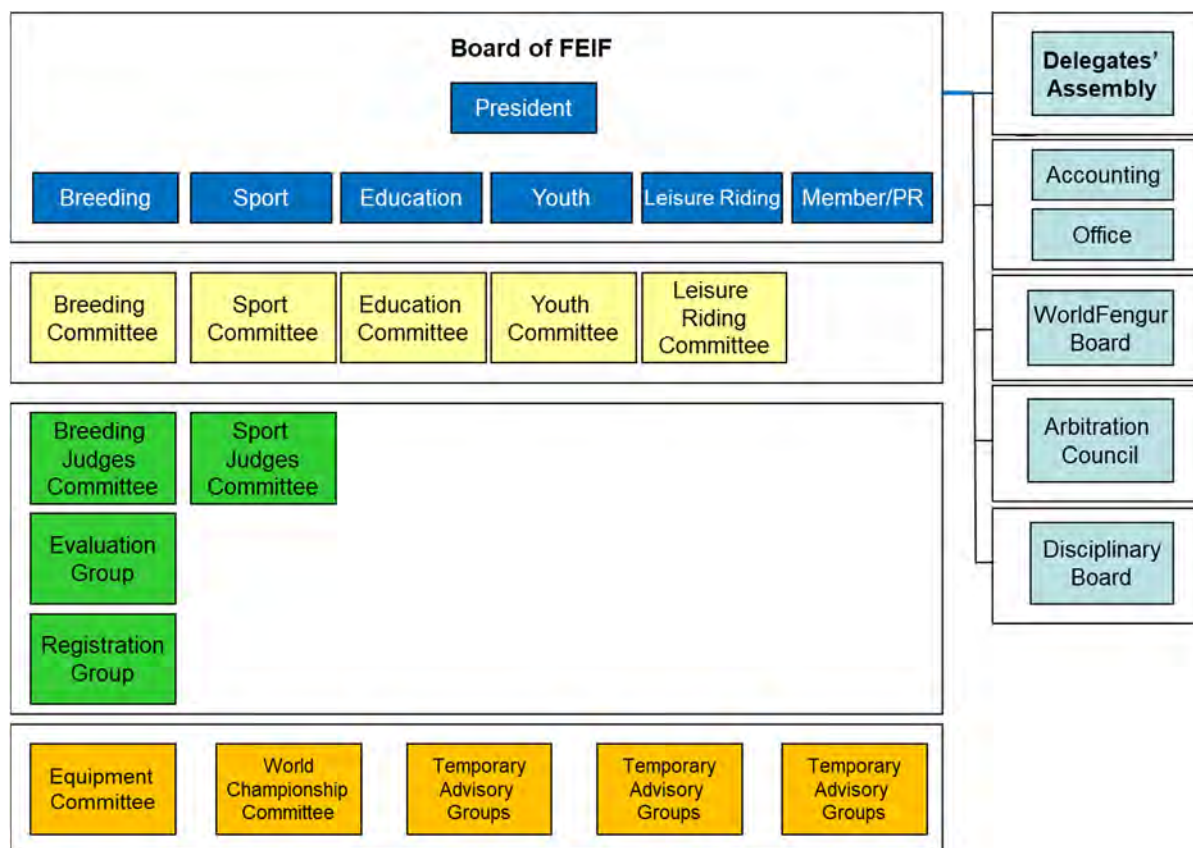 Board of FEIF
President
Breeding
Sport
Education
Youth
Leisure Riding
Member/PR
Breeding
Committee
Sport
Committee
Education
Committee
Youth
Committee
Leisure
Riding
Committee
Breeding
Judges
Committee
Sport
Judges
Committee
Evaluation
Group
Registration
Group
Equipment
Committee
World
Championship
Committee
Temporary
Advisory
Groups
Temporary
Advisory
Groups
Temporary
Advisory
Groups
Delegates’
Assembly
Accounting
Office
WorldFengur
Board
Arbitration
Council
Disciplinary
Board